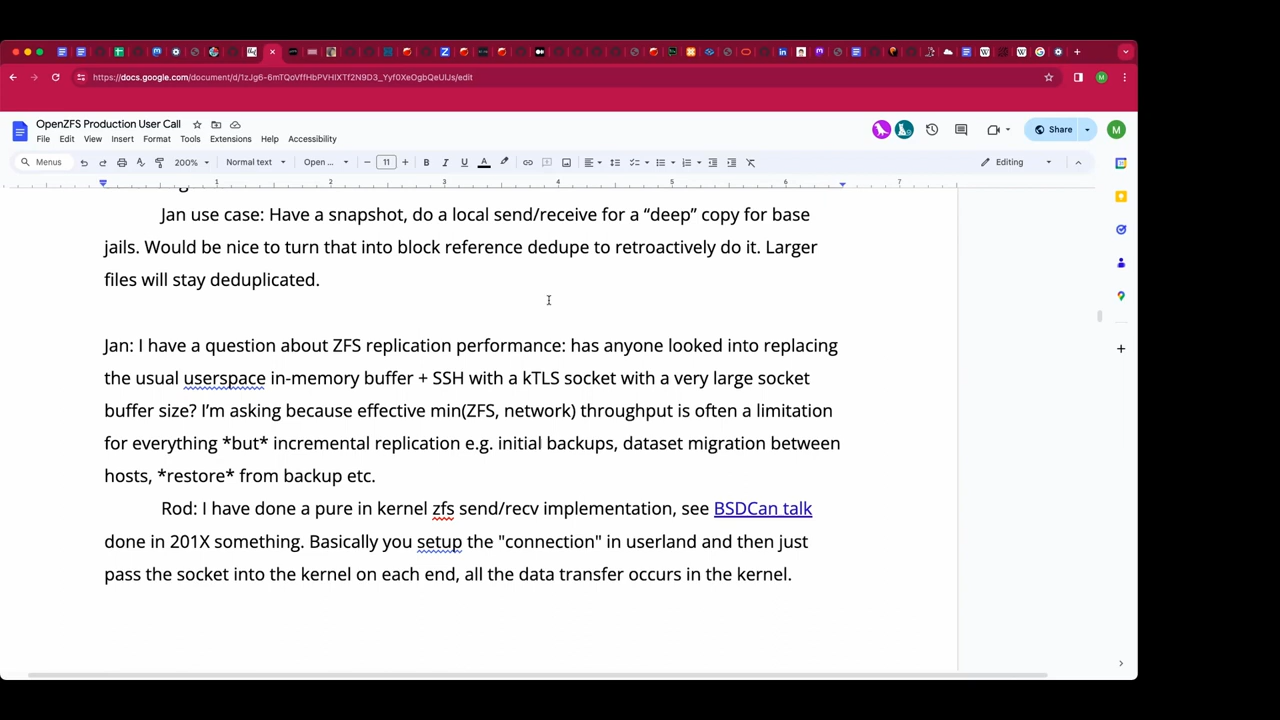 https://docs.google.com/document/d/1zJg6-6mTQoVffHbPVHIXTf2N9D3_Yyf0XeOgbQeUIJs/edit
OpenZFS Production User Call
File Edit View Insert Format Tools Extensions Help Accessibility
Share
M
Menus 200% Normal text Open ... 11 B I U A Editing
1 2 3 4 5 6 7
Jan use case: Have a snapshot, do a local send/receive for a “deep” copy for base
jails. Would be nice to turn that into block reference dedupe to retroactively do it. Larger
files will stay deduplicated.
Jan: I have a question about ZFS replication performance: has anyone looked into replacing
the usual userspace in-memory buffer + SSH with a kTLS socket with a very large socket
buffer size? I’m asking because effective min(ZFS, network) throughput is often a limitation
for everything *but* incremental replication e.g. initial backups, dataset migration between
hosts, *restore* from backup etc.
Rod: I have done a pure in kernel zfs send/recv implementation, see BSDCan talk
done in 201X something. Basically you setup the "connection" in userland and then just
pass the socket into the kernel on each end, all the data transfer occurs in the kernel.